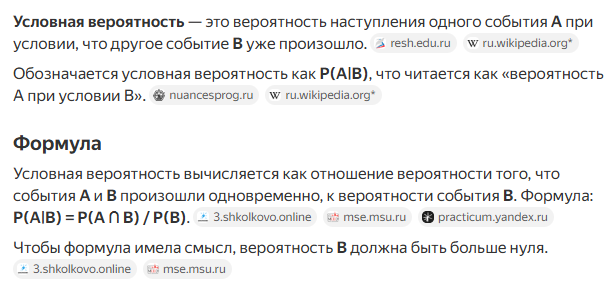 Условная вероятность — это вероятность наступления одного события A при
условии, что другое событие B уже произошло. resh.edu.ru ru.wikipedia.org*
Обозначается условная вероятность как P(A|B), что читается как «вероятность
A при условии B». nuancesprog.ru ru.wikipedia.org*
Формула
Условная вероятность вычисляется как отношение вероятности того, что
события A и B произошли одновременно, к вероятности события B. Формула:
P(A|B) = P(A ∩ B) / P(B). 3.shkolkovo.online mse.msu.ru practicum.yandex.ru
Чтобы формула имела смысл, вероятность B должна быть больше нуля.
3.shkolkovo.online mse.msu.ru